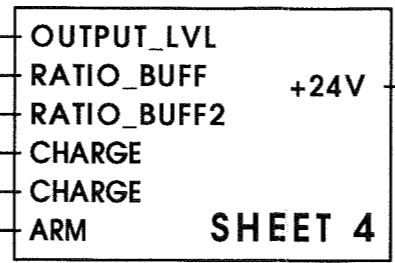 OUTPUT_LVL
RATIO_BUFF
+24V
RATIO_BUFF2
CHARGE
CHARGE
ARM
SHEET 4